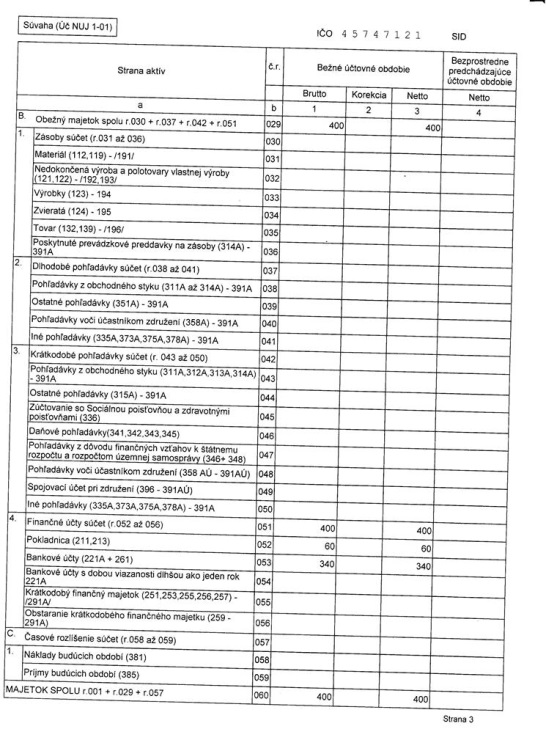 Súvaha (Úč NUJ 1-01)
IČO 4 5 7 4 7 1 2 1 SID
Strana aktív
č.r.
Bežné účtovné obdobie
Bezprostredne
predchádzajúce
účtovné obdobie
Brutto Korekcia Netto Netto
a b 1 2 3 4
B. Obežný majetok spolu r.030 + r.037 + r.042 + r.051 029 400 400
1. Zásoby súčet (r.031 až 036) 030
Materiál (112,119) - /191/ 031
Nedokončená výroba a polotovary vlastnej výroby
(121,122) - /192,193/ 032
Výrobky (123) - 194 033
Zvieratá (124) - 195 034
Tovar (132,139) - /196/ 035
Poskytnuté prevádzkové preddavky na zásoby (314A) -
391A 036
2. Dlhodobé pohľadávky súčet (r.038 až 041) 037
Pohľadávky z obchodného styku (311A až 314A) - 391A 038
Ostatné pohľadávky (351A) - 391A 039
Pohľadávky voči účastníkom združení (358A) - 391A 040
Iné pohľadávky (335A,373A,375A,378A) - 391A 041
3. Krátkodobé pohľadávky súčet (r. 043 až 050) 042
Pohľadávky z obchodného styku (311A,312A,313A,314A)
- 391A 043
Ostatné pohľadávky (315A) - 391A 044
Zúčtovanie so Sociálnou poisťovňou a zdravotnými
poisťovňami (336) 045
Daňové pohľadávky(341,342,343,345) 046
Pohľadávky z dôvodu finančných vzťahov k štátnemu
rozpočtu a rozpočtom územnej samosprávy (346+ 348) 047
Pohľadávky voči účastníkom združení (358 AÚ - 391AÚ) 048
Spojovací účet pri združení (396 - 391AÚ) 049
Iné pohľadávky (335A,373A,375A,378A) - 391A 050
4. Finančné účty súčet (r.052 až 056) 051 400 400
Pokladnica (211,213) 052 60 60
Bankové účty (221A + 261) 053 340 340
Bankové účty s dobou viazanosti dlhšou ako jeden rok
221A 054
Krátkodobý finančný majetok (251,253,255,256,257) -
/291A/ 055
Obstaranie krátkodobého finančného majetku (259 -
291A) 056
C. Časové rozlíšenie súčet (r.058 až 059) 057
1. Náklady budúcich období (381) 058
Príjmy budúcich období (385) 059
MAJETOK SPOLU r.001 + r.029 + r.057 060 400 400
Strana 3